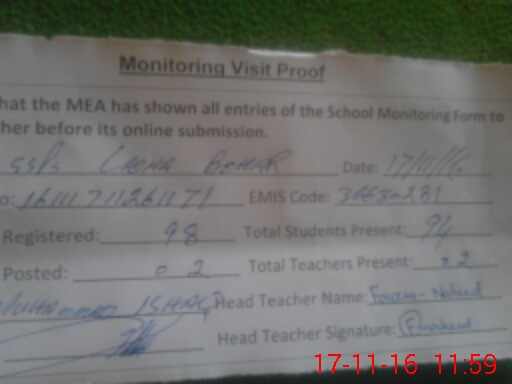 Monitoring Visit Proof
hat the MEA has shown all entries of the School Monitoring Form to
her before its online submission.
Date: 17/11/16
o: EMIS Code:
Registered: 98 Total Students Present: 94
Posted: 02 Total Teachers Present: 02
MUHAMMAD ISHAQ Head Teacher Name:
Head Teacher Signature:
17-11-16 11:59